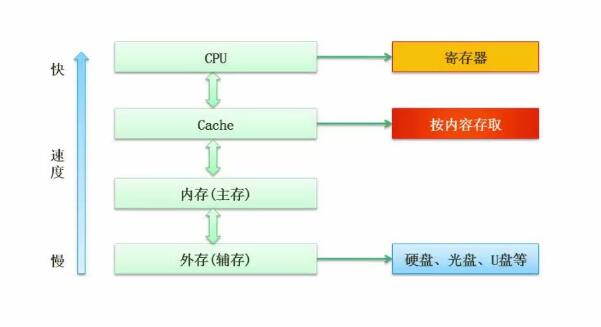 快
CPU
寄存器
Cache
按内容存取
速度
内存(主存)
慢
外存(辅存)
硬盘、光盘、U盘等